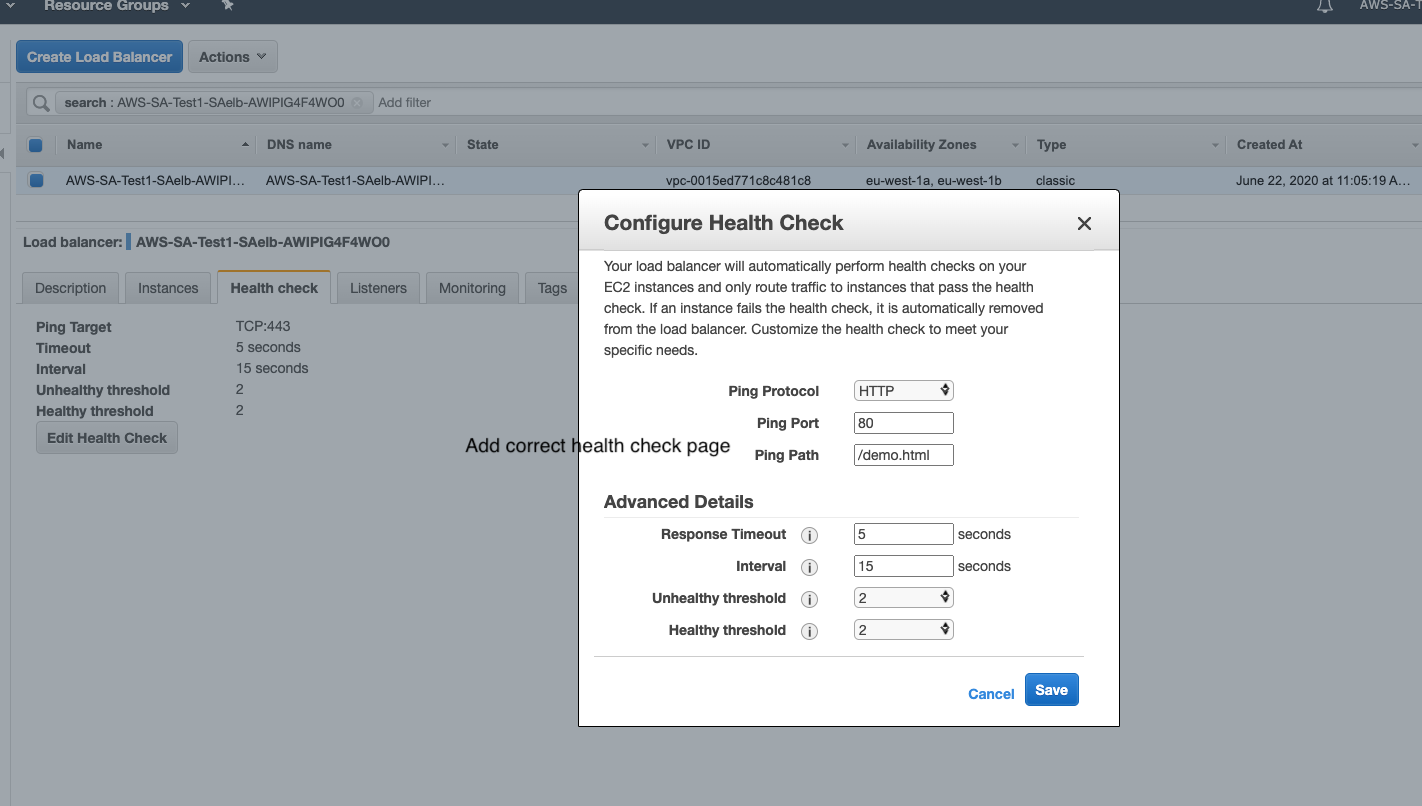 Resource Groups AWS-SA-T
Create Load Balancer Actions
search : AWS-SA-Test1-SAelb-AWIPIG4F4WO0 Add filter
Name DNS name State VPC ID Availability Zones Type Created At
AWS-SA-Test1-SAelb-AWIPI... AWS-SA-Test1-SAelb-AWIPI... vpc-0015ed771c8c481c8 eu-west-1a, eu-west-1b classic June 22, 2020 at 11:05:19 A...
Load balancer: AWS-SA-Test1-SAelb-AWIPIG4F4WO0
Description Instances Health check Listeners Monitoring Tags
Ping Target TCP:443
Timeout 5 seconds
Interval 15 seconds
Unhealthy threshold 2
Healthy threshold 2
Edit Health Check
Add correct health check page
Configure Health Check
Your load balancer will automatically perform health checks on your
EC2 instances and only route traffic to instances that pass the health
check. If an instance fails the health check, it is automatically removed
from the load balancer. Customize the health check to meet your
specific needs.
Ping Protocol HTTP
Ping Port 80
Ping Path /demo.html
Advanced Details
Response Timeout i 5 seconds
Interval i 15 seconds
Unhealthy threshold i 2
Healthy threshold i 2
Cancel Save